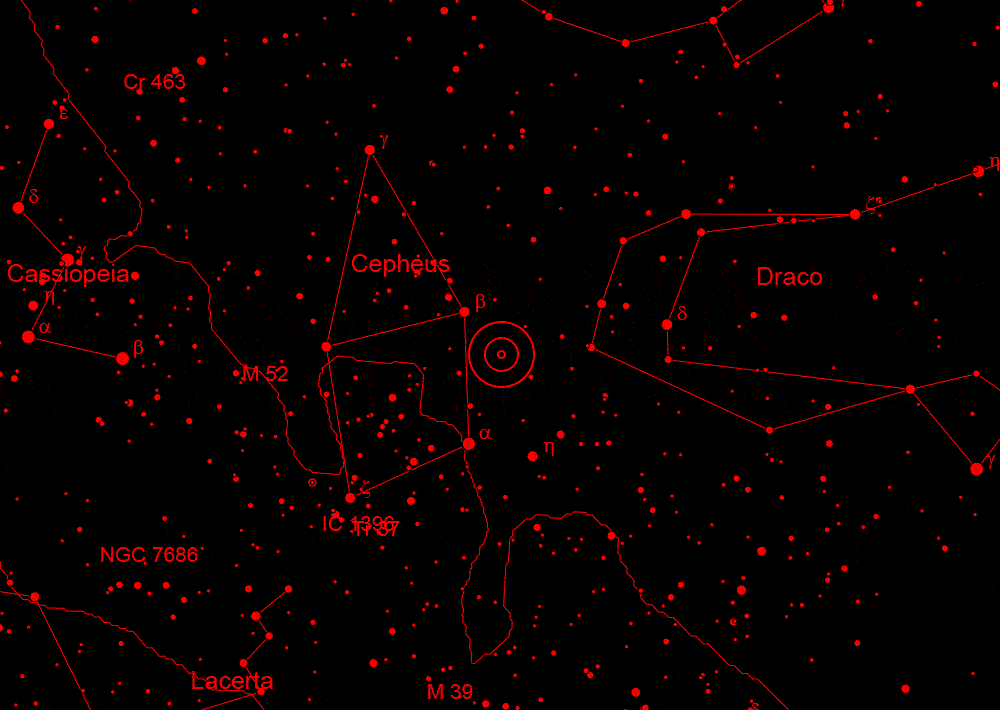 Cr 463
ε
γ
η
δ
ζ
γ
Cepheus
Cassiopeia
Draco
η
β
δ
α
β
M 52
α
η
γ
ζ
IC 1396
NGC 7686
Lacerta
M 39